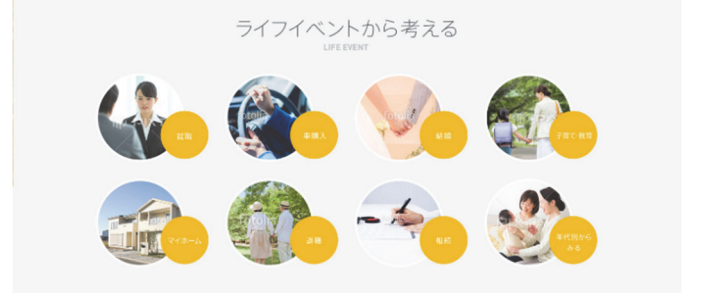 ライフイベントから考える
LIFE EVENT
就職
車購入
結婚
子育て・教育
マイホーム
退職
相続
年代別から
みる